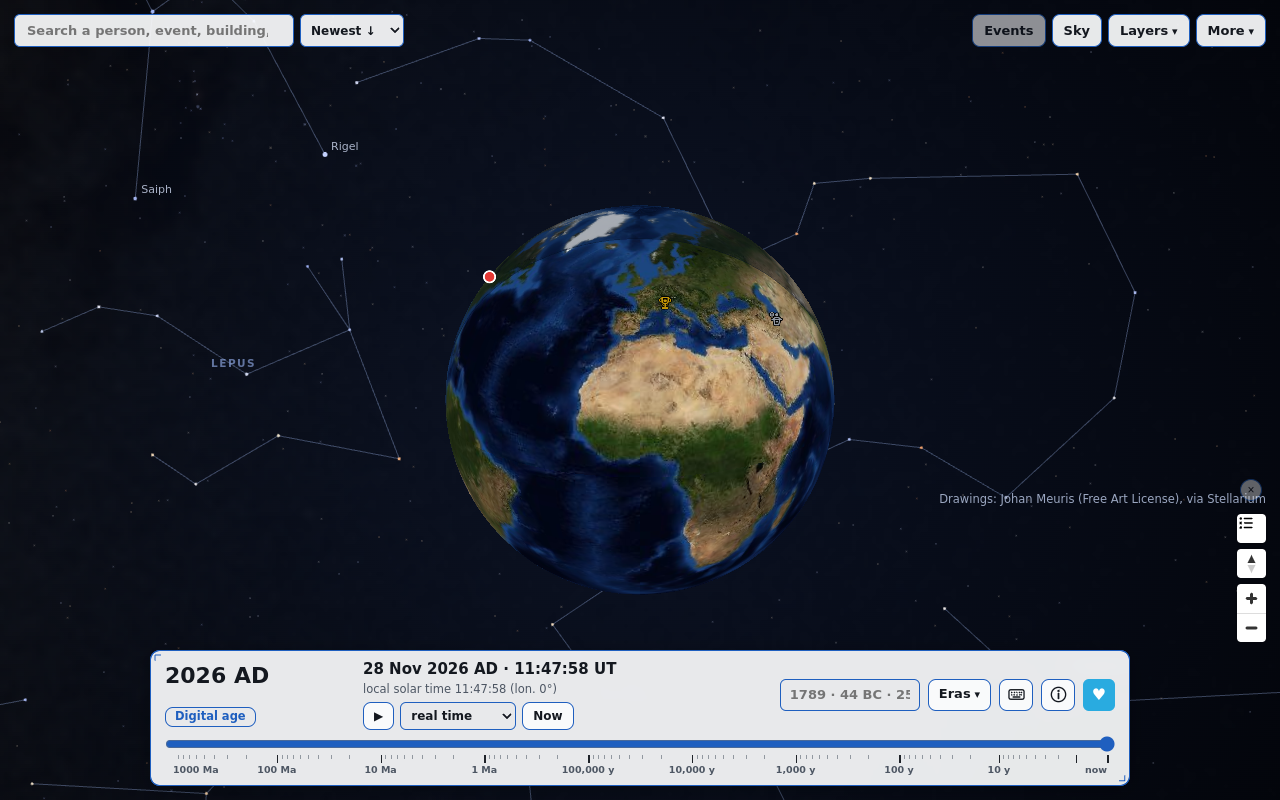 Search a person, event, building,
Newest ↓
Events
Sky
Layers ▾
More ▾
Rigel
Saiph
LEPUS
Drawings: Johan Meuris (Free Art License), via Stellarium
2026 AD
Digital age
28 Nov 2026 AD · 11:47:58 UT
local solar time 11:47:58 (lon. 0°)
real time
Now
1789 · 44 BC · 25
Eras ▾
1000 Ma
100 Ma
10 Ma
1 Ma
100,000 y
10,000 y
1,000 y
100 y
10 y
now